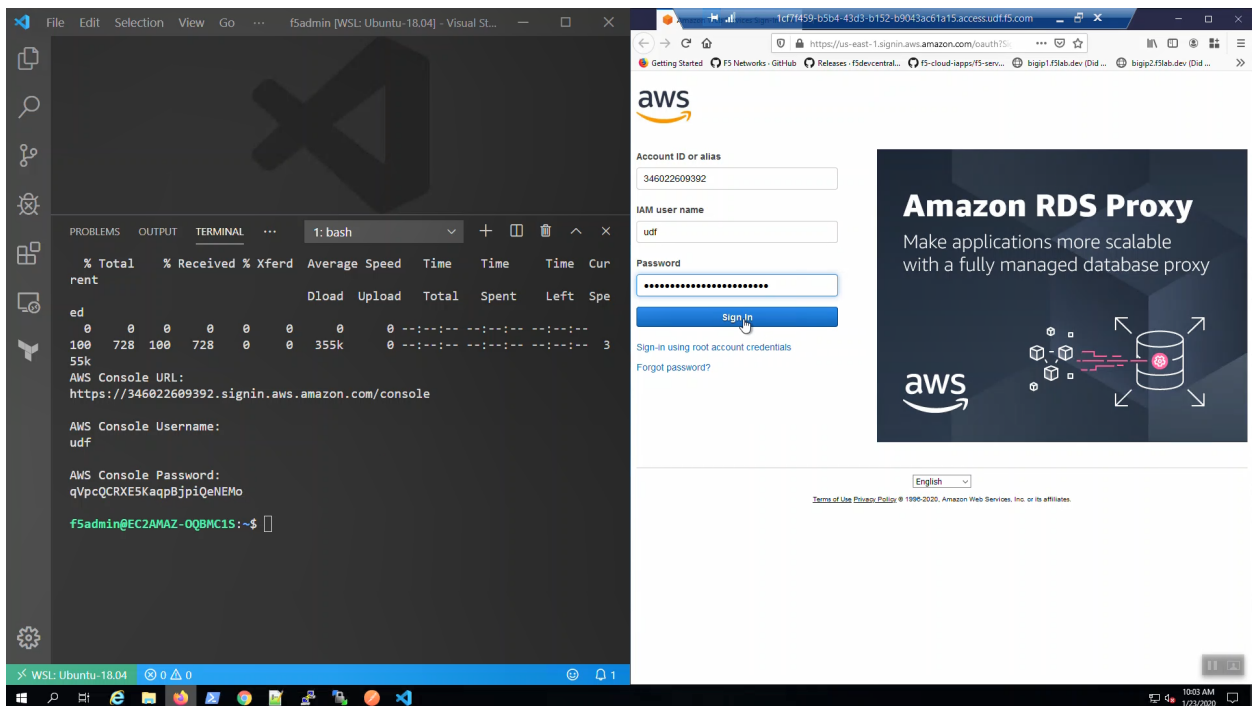 File Edit Selection View Go ··· f5admin [WSL: Ubuntu-18.04] - Visual St...
PROBLEMS OUTPUT TERMINAL ··· 1: bash
% Total % Received % Xferd Average Speed Time Time Time Cur
rent
Dload Upload Total Spent Left Spe
ed
0 0 0 0 0 0 0 0 --:--:-- --:--:-- --:--:--
100 728 100 728 0 0 355k 0 --:--:-- --:--:-- --:--:-- 3
55k
AWS Console URL:
https://346022609392.signin.aws.amazon.com/console
AWS Console Username:
udf
AWS Console Password:
qVpcQCRXE5KaqpBjpiQeNEMo
f5admin@EC2AMAZ-OQBMC1S:~$
WSL: Ubuntu-18.04 0 0 1
1cf7f459-b5b4-43d3-b152-b9043ac61a15.access.udf.f5.com
https://us-east-1.signin.aws.amazon.com/oauth?
Getting Started F5 Networks · GitHub Releases · f5devcentral... f5-cloud-iapps/f5-serv... bigip1.f5lab.dev (Did ... bigip2.f5lab.dev (Did ...
aws
Account ID or alias
346022609392
IAM user name
udf
Password
Sign In
Sign-in using root account credentials
Forgot password?
Amazon RDS Proxy
Make applications more scalable
with a fully managed database proxy
aws
English
Terms of Use Privacy Policy © 1996-2020, Amazon Web Services, Inc. or its affiliates.
10:03 AM
1/23/2020